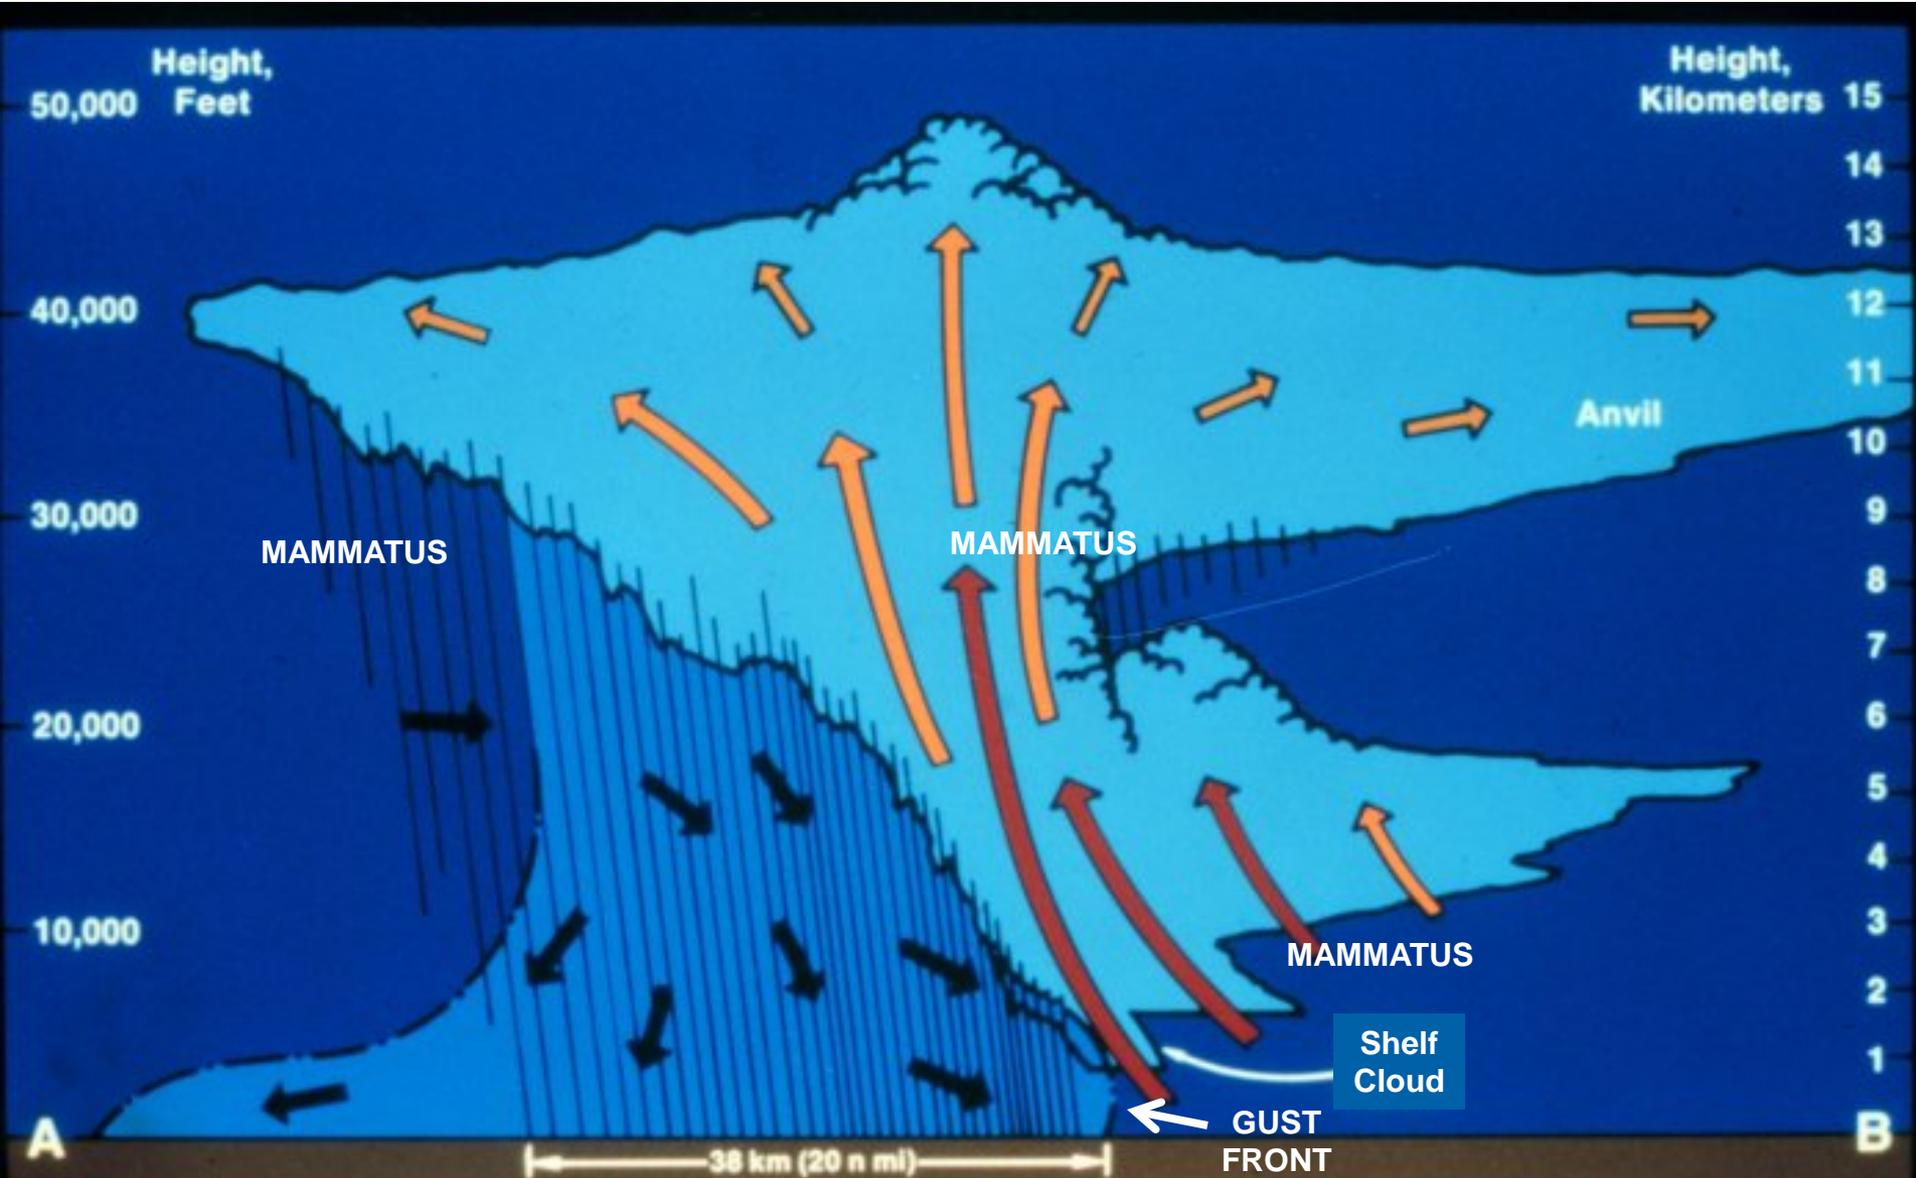 Height,
Feet
50,000
40,000
30,000
20,000
10,000
Height,
Kilometers
15
14
13
12
11
10
9
8
7
6
5
4
3
2
1
Anvil
MAMMATUS
MAMMATUS
MAMMATUS
Shelf
Cloud
GUST
FRONT
A
38 km (20 n mi)
B